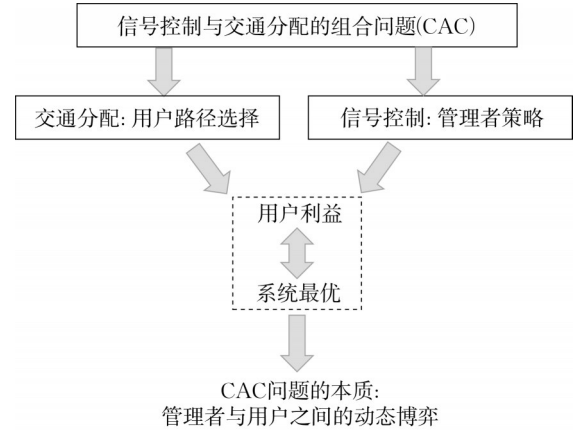 信号控制与交通分配的组合问题(CAC)
交通分配: 用户路径选择
信号控制: 管理者策略
用户利益
系统最优
CAC问题的本质:
管理者与用户之间的动态博弈